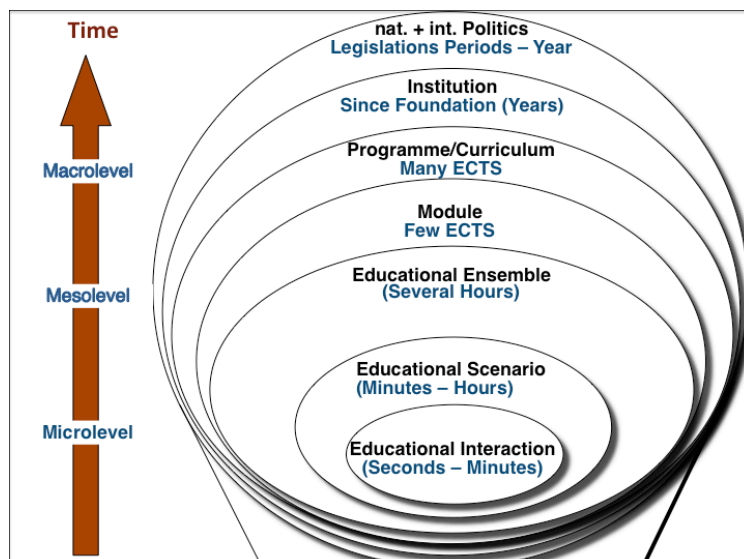 Time
nat. + int. Politics
Legislations Periods – Year
Institution
Since Foundation (Years)
Macrolevel
Programme/Curriculum
Many ECTS
Module
Few ECTS
Mesolevel
Educational Ensemble
(Several Hours)
Educational Scenario
(Minutes – Hours)
Microlevel
Educational Interaction
(Seconds – Minutes)